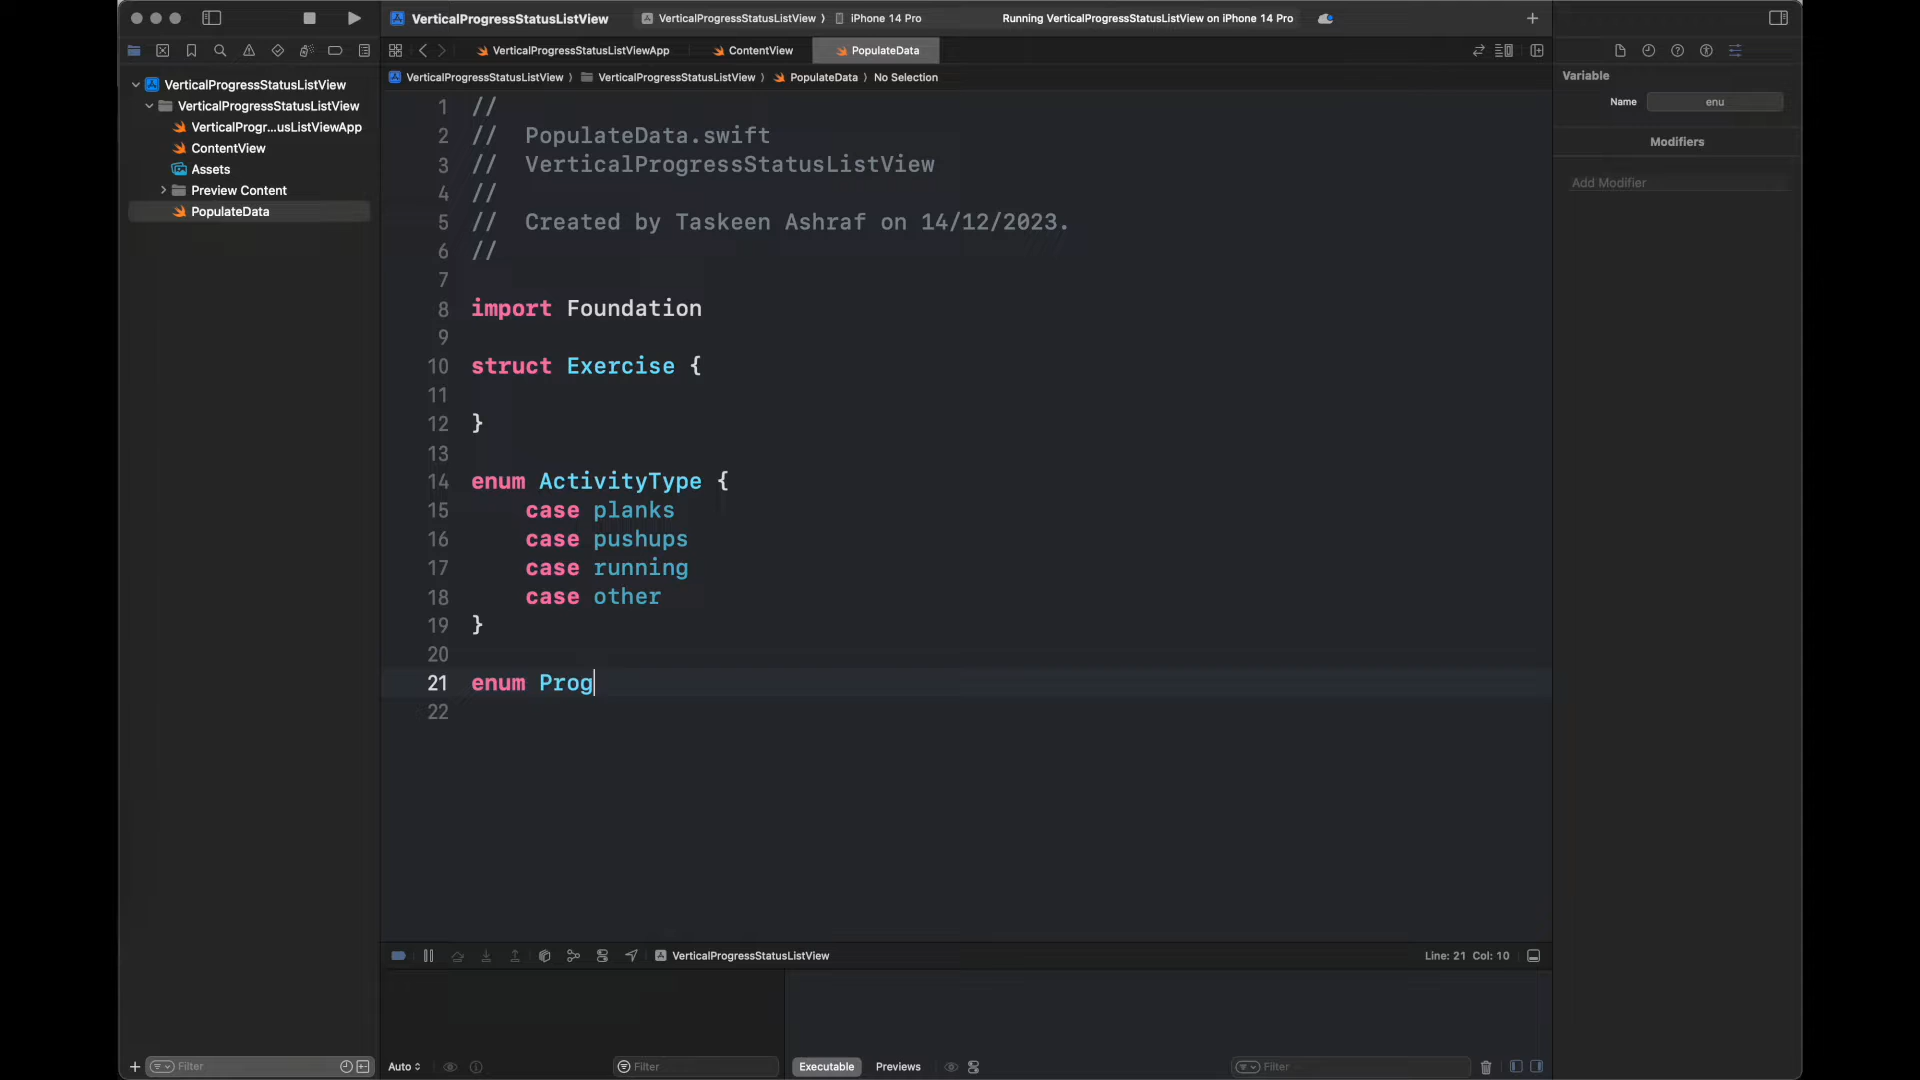 VerticalProgressStatusListView
VerticalProgressStatusListView ⟩ iPhone 14 Pro
Running VerticalProgressStatusListView on iPhone 14 Pro
VerticalProgressStatusListViewApp
ContentView
PopulateData
VerticalProgressStatusListView ⟩ VerticalProgressStatusListView ⟩ PopulateData ⟩ No Selection
VerticalProgressStatusListView
VerticalProgressStatusListView
VerticalProgr...usListViewApp
ContentView
Assets
Preview Content
PopulateData
1 //
2 //  PopulateData.swift
3 //  VerticalProgressStatusListView
4 //
5 //  Created by Taskeen Ashraf on 14/12/2023.
6 //
7
8 import Foundation
9
10 struct Exercise {
11
12 }
13
14 enum ActivityType {
15     case planks
16     case pushups
17     case running
18     case other
19 }
20
21 enum Prog
22
Variable
Name enu
Modifiers
Add Modifier
VerticalProgressStatusListView
Line: 21 Col: 10
Filter
Auto
Filter
Executable
Previews
Filter